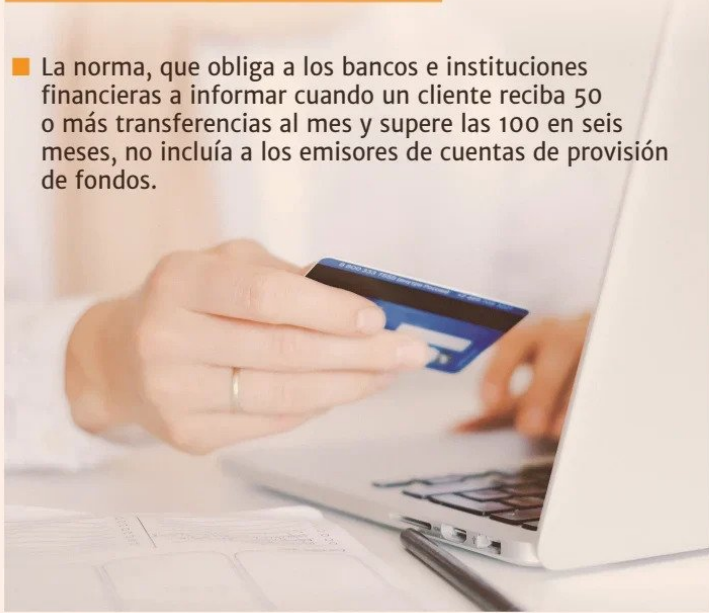 La norma, que obliga a los bancos e instituciones
financieras a informar cuando un cliente reciba 50
o más transferencias al mes y supere las 100 en seis
meses, no incluía a los emisores de cuentas de provisión
de fondos.